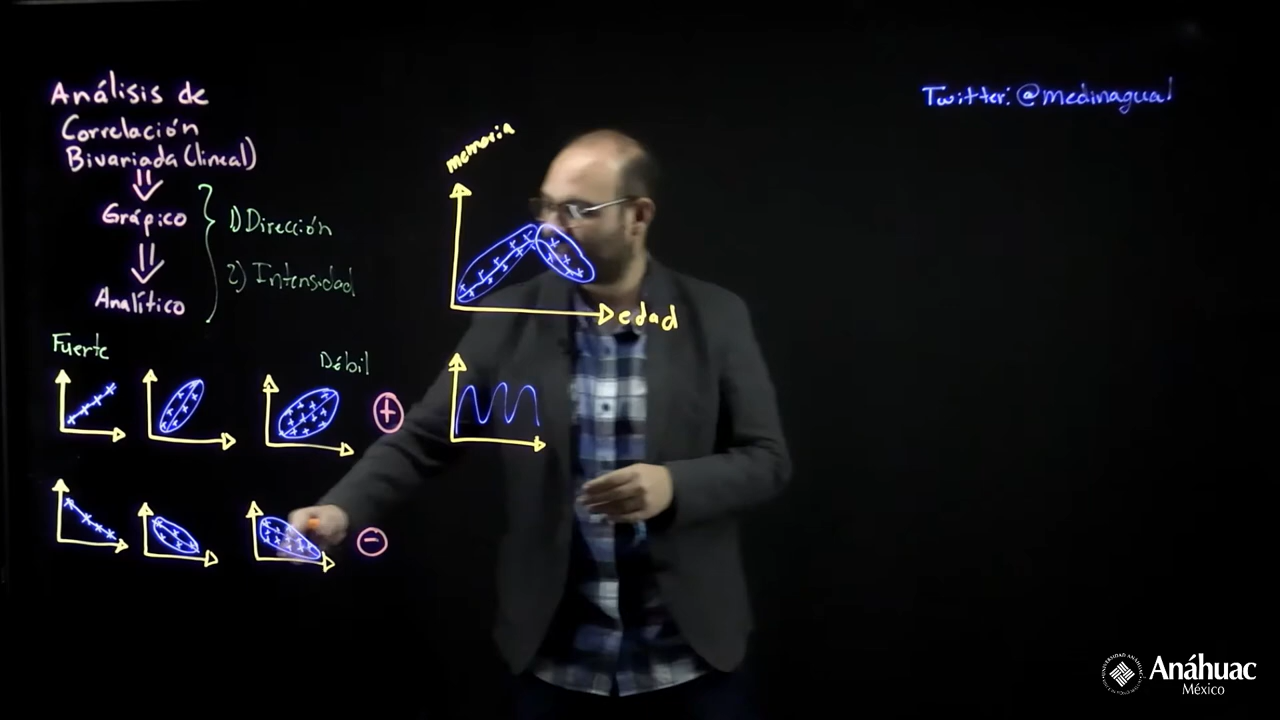 Análisis de
Correlación
Bivariada (lineal)
Gráfico
Analítico
1) Dirección
2) Intensidad
Fuerte
Débil
+
-
memoria
edad
Twitter: @medinagual
Anáhuac
México